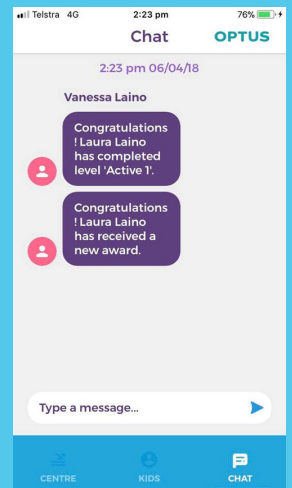 Telstra 4G 2:23 pm 76%
Chat OPTUS
2:23 pm 06/04/18
Vanessa Laino
Congratulations
! Laura Laino
has completed
level 'Active 1'.
Congratulations
! Laura Laino
has received a
new award.
Type a message...
CENTRE KIDS CHAT